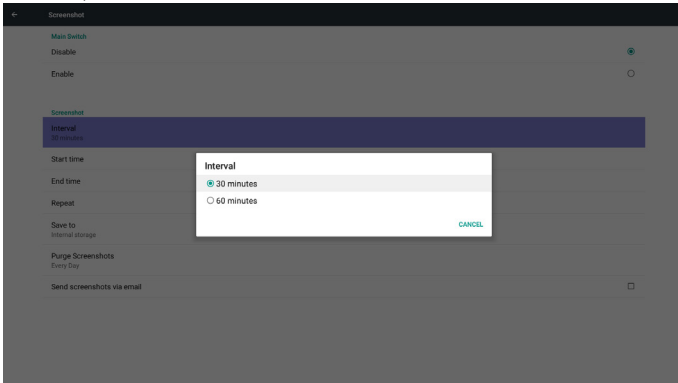 Screenshot
Main Switch
Disable
Enable
Screenshot
Interval
30 minutes
Start time
End time
Repeat
Save to
Internal storage
Purge Screenshots
Every Day
Send screenshots via email
Interval
30 minutes
60 minutes
CANCEL